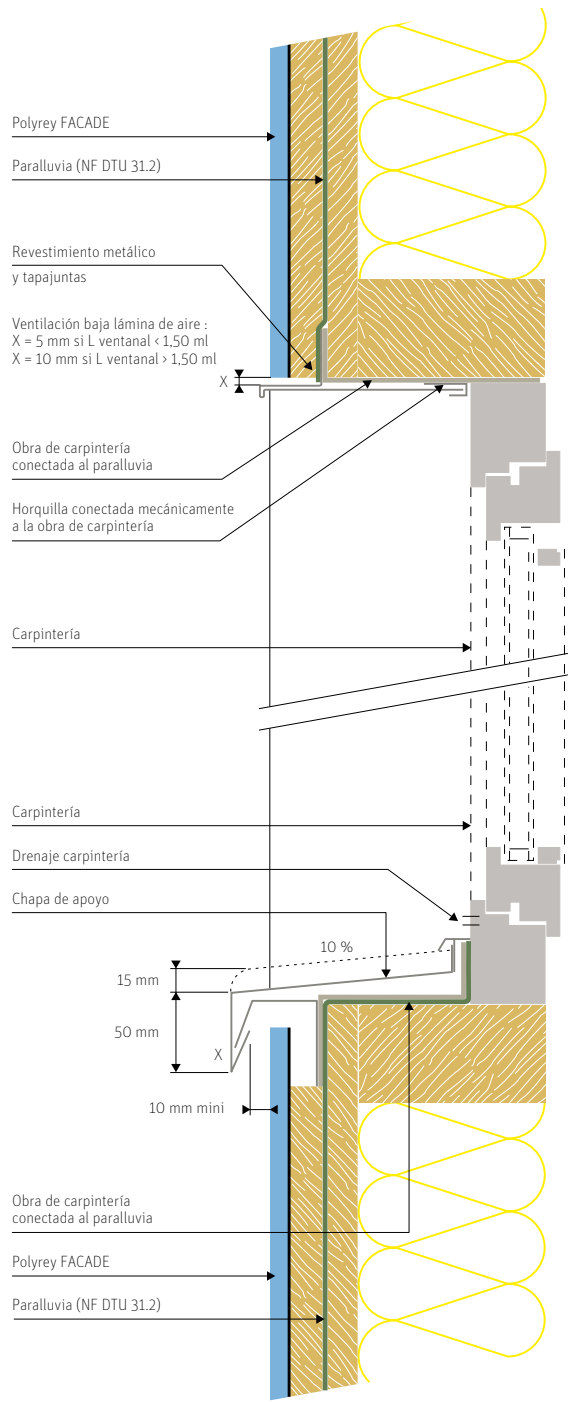 Polyrey FACADE
Paralluvia (NF DTU 31.2)
Revestimiento metálico
y tapajuntas
Ventilación baja lámina de aire :
X = 5 mm si L ventanal < 1,50 ml
X = 10 mm si L ventanal > 1,50 ml
X
Obra de carpintería
conectada al paralluvia
Horquilla conectada mecánicamente
a la obra de carpintería
Carpintería
Carpintería
Drenaje carpintería
Chapa de apoyo
10 %
15 mm
50 mm
X
10 mm mini
Obra de carpintería
conectada al paralluvia
Polyrey FACADE
Paralluvia (NF DTU 31.2)